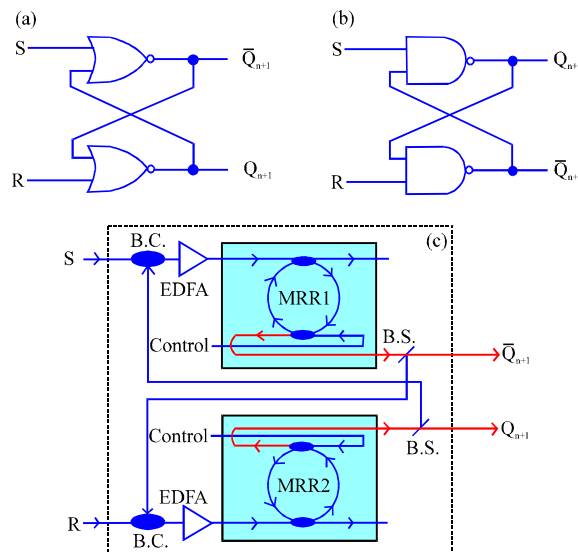 (a)
S
Q̅n+1
R
Qn+1
(b)
S
Qn+
R
Q̅n+
(c)
S
B.C.
EDFA
MRR1
Control
B.S.
Q̅n+1
Control
Qn+1
B.S.
EDFA
MRR2
R
B.C.